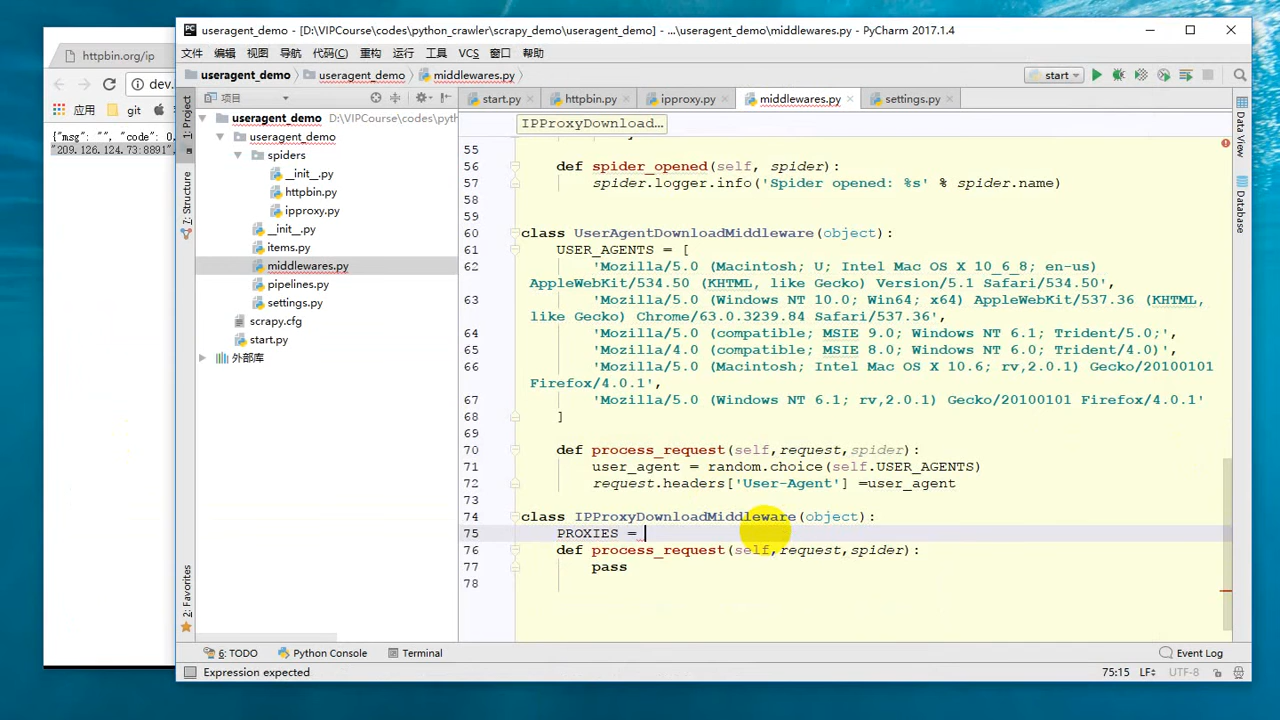 httpbin.org/ip
dev.
应用
git
{"msg": "", "code": 0,
"209.126.124.73:8891",
useragent_demo - [D:\VIPCourse\codes\python_crawler\scrapy_demo\useragent_demo] - ...\useragent_demo\middlewares.py - PyCharm 2017.1.4
文件 编辑 视图 导航 代码(C) 重构 运行 工具 VCS 窗口 帮助
useragent_demo useragent_demo middlewares.py start
1: Project
7: Structure
2: Favorites
项目
useragent_demo D:\VIPCourse\codes\pyth
useragent_demo
spiders
__init__.py
httpbin.py
ipproxy.py
__init__.py
items.py
middlewares.py
pipelines.py
settings.py
scrapy.cfg
start.py
外部库
start.py httpbin.py ipproxy.py middlewares.py settings.py
IPProxyDownload...
55
56 def spider_opened(self, spider):
57 spider.logger.info('Spider opened: %s' % spider.name)
58
59
60 class UserAgentDownloadMiddleware(object):
61 USER_AGENTS = [
62 'Mozilla/5.0 (Macintosh; U; Intel Mac OS X 10_6_8; en-us)
AppleWebKit/534.50 (KHTML, like Gecko) Version/5.1 Safari/534.50',
63 'Mozilla/5.0 (Windows NT 10.0; Win64; x64) AppleWebKit/537.36 (KHTML,
like Gecko) Chrome/63.0.3239.84 Safari/537.36',
64 'Mozilla/5.0 (compatible; MSIE 9.0; Windows NT 6.1; Trident/5.0;',
65 'Mozilla/4.0 (compatible; MSIE 8.0; Windows NT 6.0; Trident/4.0)',
66 'Mozilla/5.0 (Macintosh; Intel Mac OS X 10.6; rv,2.0.1) Gecko/20100101
Firefox/4.0.1',
67 'Mozilla/5.0 (Windows NT 6.1; rv,2.0.1) Gecko/20100101 Firefox/4.0.1'
68 ]
69
70 def process_request(self,request,spider):
71 user_agent = random.choice(self.USER_AGENTS)
72 request.headers['User-Agent'] =user_agent
73
74 class IPProxyDownloadMiddleware(object):
75 PROXIES =
76 def process_request(self,request,spider):
77 pass
78
Data View
Database
6: TODO Python Console Terminal Event Log
Expression expected 75:15 LF UTF-8